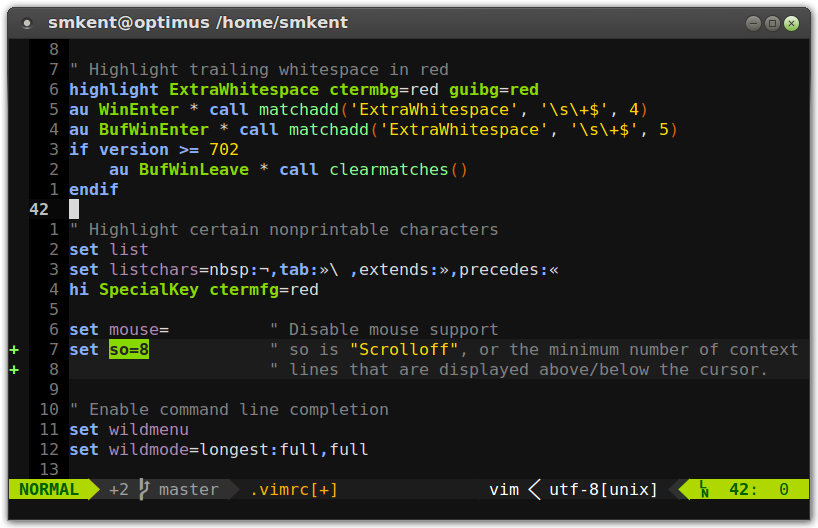 smkent@optimus /home/smkent
8
7 " Highlight trailing whitespace in red
6 highlight ExtraWhitespace ctermbg=red guibg=red
5 au WinEnter * call matchadd('ExtraWhitespace', '\s\+$', 4)
4 au BufWinEnter * call matchadd('ExtraWhitespace', '\s\+$', 5)
3 if version >= 702
2     au BufWinLeave * call clearmatches()
1 endif
42
1 " Highlight certain nonprintable characters
2 set list
3 set listchars=nbsp:¬,tab:»\ ,extends:»,precedes:«
4 hi SpecialKey ctermfg=red
5
6 set mouse=          " Disable mouse support
+ 7 set so=8            " so is "Scrolloff", or the minimum number of context
+ 8                     " lines that are displayed above/below the cursor.
9
10 " Enable command line completion
11 set wildmenu
12 set wildmode=longest:full,full
13
NORMAL +2 master .vimrc[+] vim utf-8[unix] LN 42: 0